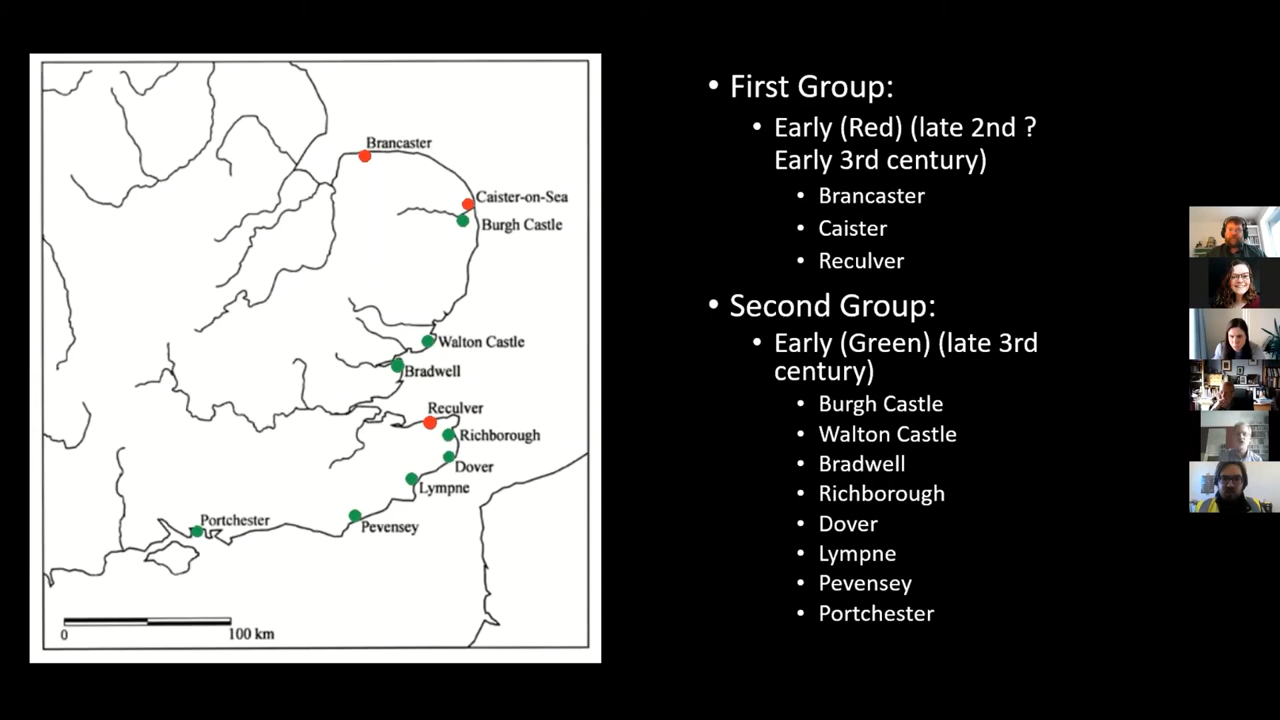 Brancaster
Caister-on-Sea
Burgh Castle
Walton Castle
Bradwell
Reculver
Richborough
Dover
Lympne
Portchester
Pevensey
0 100 km
• First Group:
• Early (Red) (late 2nd ?
Early 3rd century)
• Brancaster
• Caister
• Reculver
• Second Group:
• Early (Green) (late 3rd
century)
• Burgh Castle
• Walton Castle
• Bradwell
• Richborough
• Dover
• Lympne
• Pevensey
• Portchester